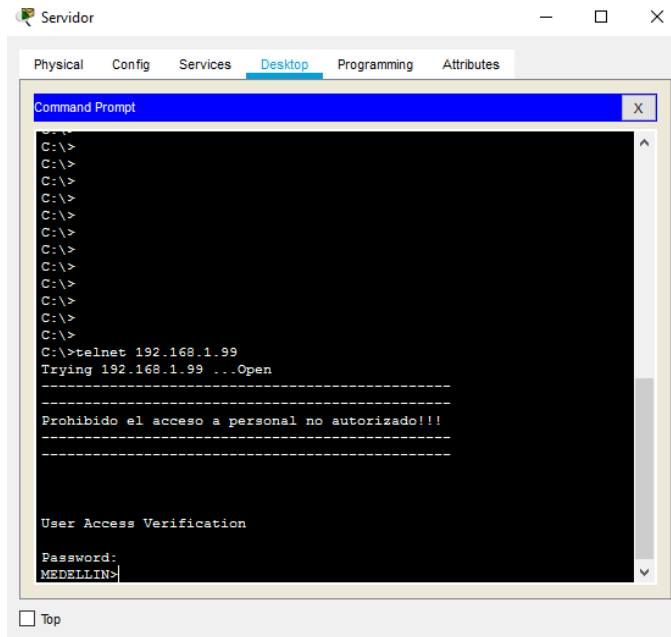 Servidor
Physical Config Services Desktop Programming Attributes
Command Prompt X
C:\>
C:\>
C:\>
C:\>
C:\>
C:\>
C:\>
C:\>
C:\>
C:\>
C:\>
C:\>
C:\>telnet 192.168.1.99
Trying 192.168.1.99 ...Open
--------------------------------------------------
--------------------------------------------------
Prohibido el acceso a personal no autorizado!!!
--------------------------------------------------
--------------------------------------------------
User Access Verification
Password:
MEDELLIN>
Top